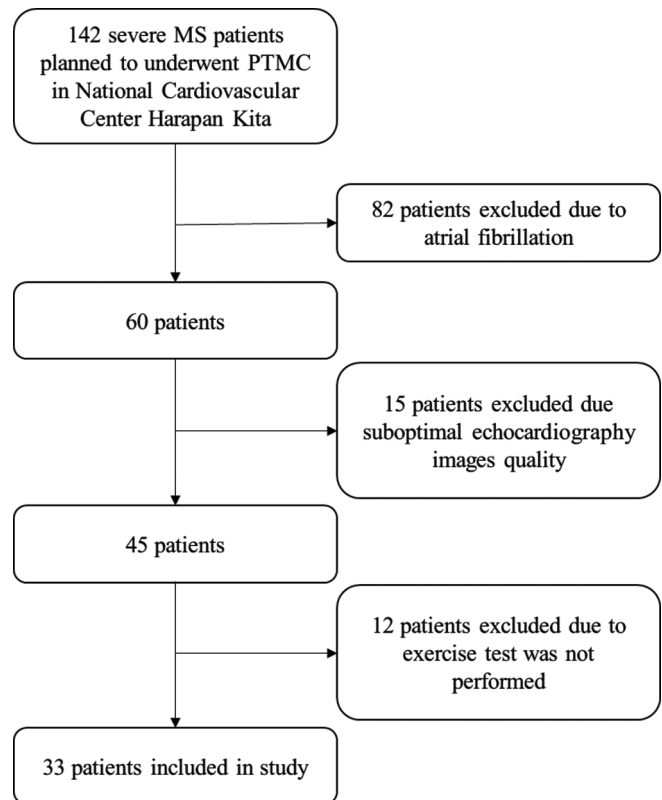 142 severe MS patients
planned to underwent PTMC
in National Cardiovascular
Center Harapan Kita
82 patients excluded due to
atrial fibrillation
60 patients
15 patients excluded due
suboptimal echocardiography
images quality
45 patients
12 patients excluded due to
exercise test was not
performed
33 patients included in study